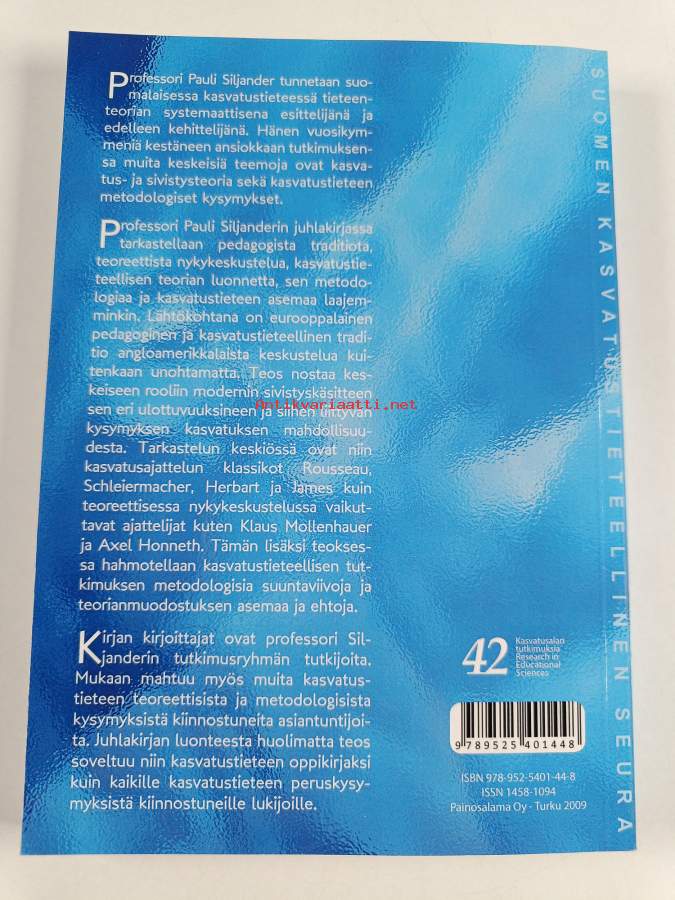 Professori Pauli Siljander tunnetaan suo-
malaisessa kasvatustieteessä tieteen-
teorian systemaattisena esittelijänä ja
edelleen kehittelijänä. Hänen vuosikym-
meniä kestäneen ansiokkaan tutkimuksen-
sa muita keskeisiä teemoja ovat kasva-
tus- ja sivistysteoria sekä kasvatustieteen
metodologiset kysymykset.
Professori Pauli Siljanderin juhlakirjassa
tarkastellaan pedagogista traditiota,
teoreettista nykykeskustelua, kasvatustie-
teellisen teorian luonnetta, sen metodo-
logiaa ja kasvatustieteen asemaa laajem-
minkin. Lähtökohtana on eurooppalainen
pedagoginen ja kasvatustieteellinen tradi-
tio angloamerikkalaista keskustelua kui-
tenkaan unohtamatta. Teos nostaa kes-
keiseen rooliin modernin sivistyskäsitteen
Antikvariaatti.net
sen eri ulottuvuuksineen ja siihen liittyvän
kysymyksen kasvatuksen mahdollisuu-
desta. Tarkastelun keskiössä ovat niin
kasvatusajattelun klassikot Rousseau,
Schleiermacher, Herbart ja James kuin
teoreettisessa nykykeskustelussa vaikut-
tavat ajattelijat kuten Klaus Mollenhauer
ja Axel Honneth. Tämän lisäksi teokses-
sa hahmotellaan kasvatustieteellisen tut-
kimuksen metodologisia suuntaviivoja ja
teorianmuodostuksen asemaa ja ehtoja.
Kirjan kirjoittajat ovat professori Sil-
janderin tutkimusryhmän tutkijoita.
Mukaan mahtuu myös muita kasvatus-
tieteen teoreettisista ja metodologisista
kysymyksistä kiinnostuneita asiantuntijoi-
ta. Juhlakirjan luonteesta huolimatta teos
soveltuu niin kasvatustieteen oppikirjaksi
kuin kaikille kasvatustieteen peruskysy-
myksistä kiinnostuneille lukijoille.
SUOMEN KASVATUSTIETEELLINEN SEURA
42
Kasvatusalan
tutkimuksia
Research in
Educational
Sciences
9 789525 401448
ISBN 978-952-5401-44-8
ISSN 1458-1094
Painosalama Oy - Turku 2009